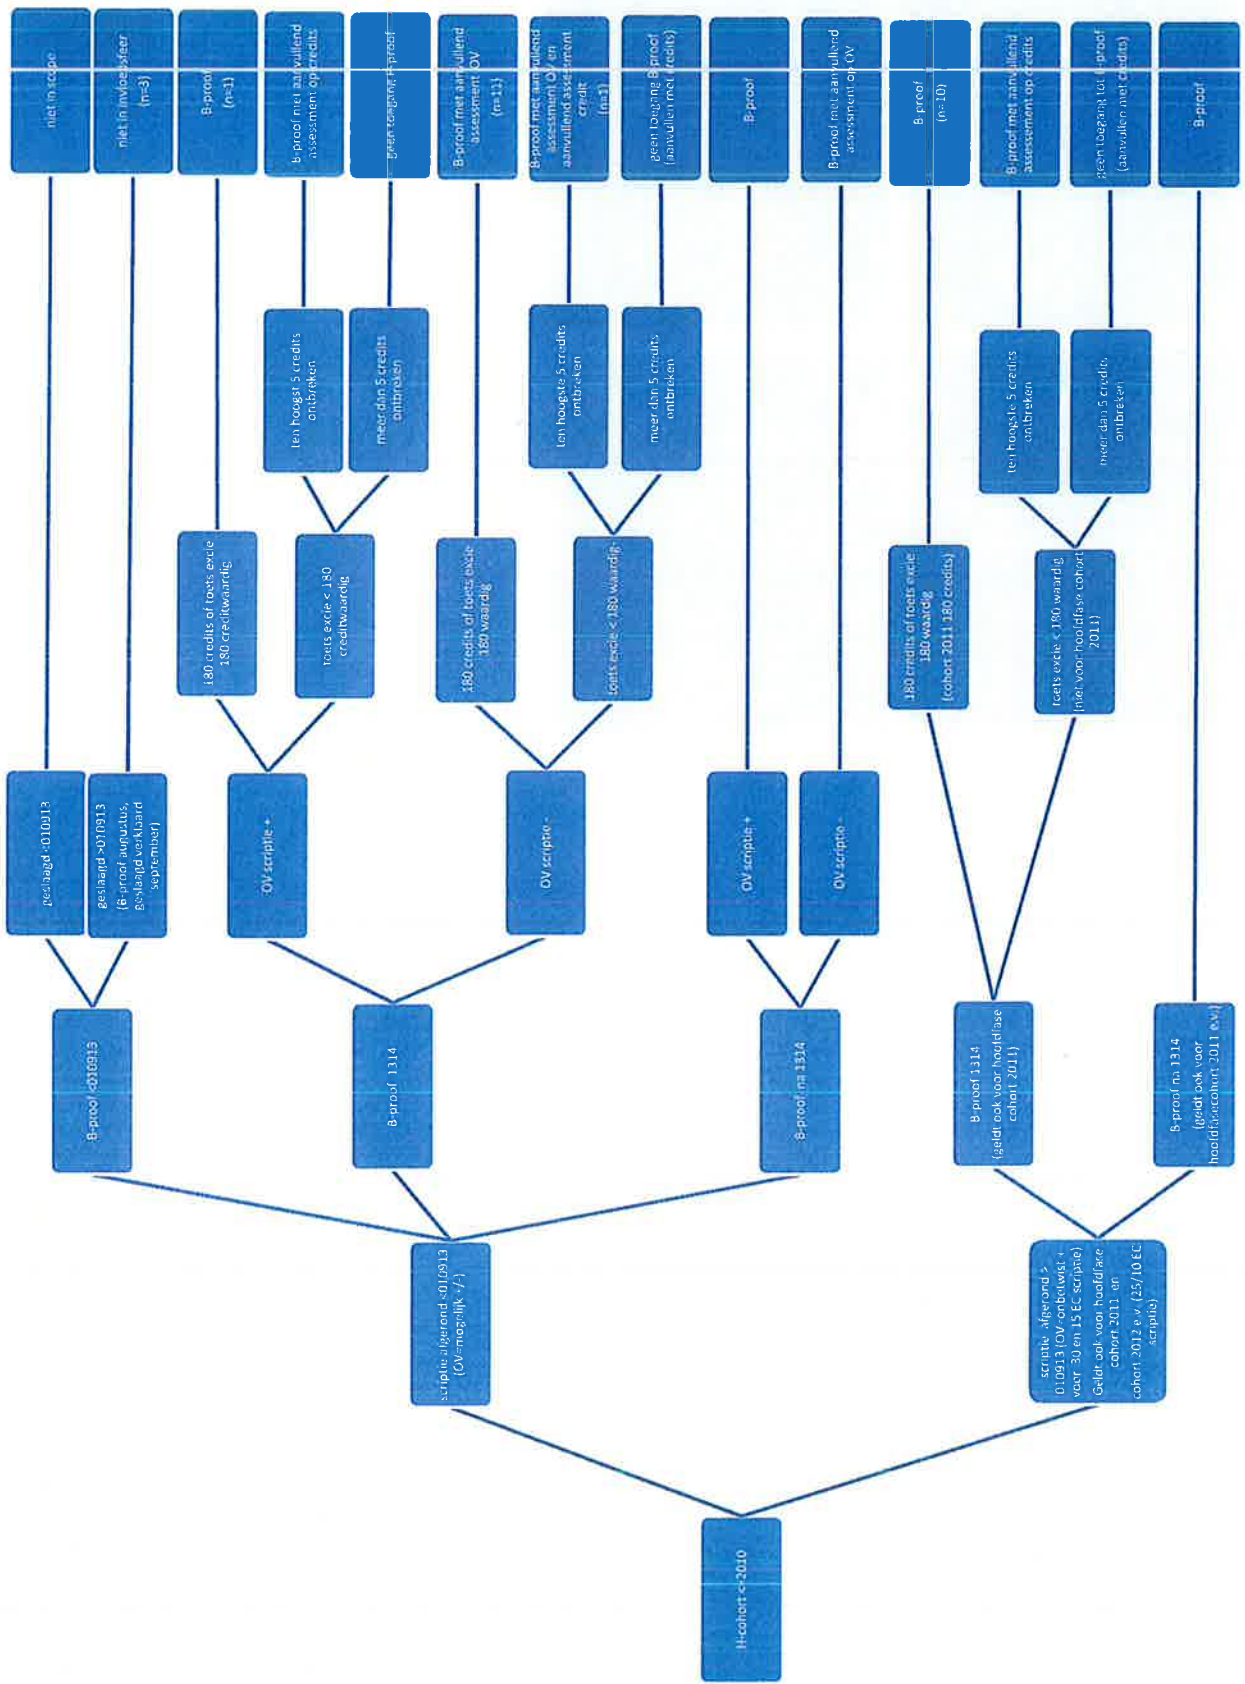 niet in scope
niet in invloedsfeer
(n=3)
B-proof
(n=1)
B-proof met aanvullend
assessment op credits
geen toegang B-proof
B-proof met aanvullend
assessment OV
(n=11)
B-proof met aanvullend
assessment OV en
aanvullend assessment
credit
(n=1)
geen toegang B-proof
(aanvullen met credits)
B-proof
B-proof met aanvullend
assessment op OV
B-proof
(n=10)
B-proof met aanvullend
assessement op credits
geen toegang tot B-proof
(aanvullen met credits)
B-proof
ten hoogst 5 credits
ontbreken
meer dan 5 credits
ontbreken
ten hoogste 5 credits
ontbreken
meer dan 5 credits
ontbreken
ten hoogste 5 credits
ontbreken
meer dan 5 credits
ontbreken
180 credits of toets excie
180 creditwaardig
toets excie < 180
creditwaardig
180 credits of toets excie
180 waardig
toets excie < 180 waardig-
180 credits of toets excie
180 waardig
(cohort 2011 180 credits)
toets excie < 180 waardig
(niet voor hoofdfase cohort
2011)
geslaagd <010913
geslaagd >010913
(B-proof augustus,
geslaagd verklaard
september)
OV scriptie +
OV scriptie -
OV scriptie +
OV scriptie -
B-proof <010913
B-proof 1314
B-proof na 1314
B-proof 1314
(geldt ook voor hoofdfase
cohort 2011)
B-proof na 1314
(geldt ook voor
hoofdfasecohort 2011 e.v.)
scriptie afgerond <010913
(OV=mogelijk +/-)
scriptie afgerond >
010913 (OV=onbetwist +
voor 30 en 15 EC scriptie)
Geldt ook voor hoofdfase
cohort 2011 en
cohort 2012 e.v. (25/10 EC
scriptie)
H-cohort <=2010